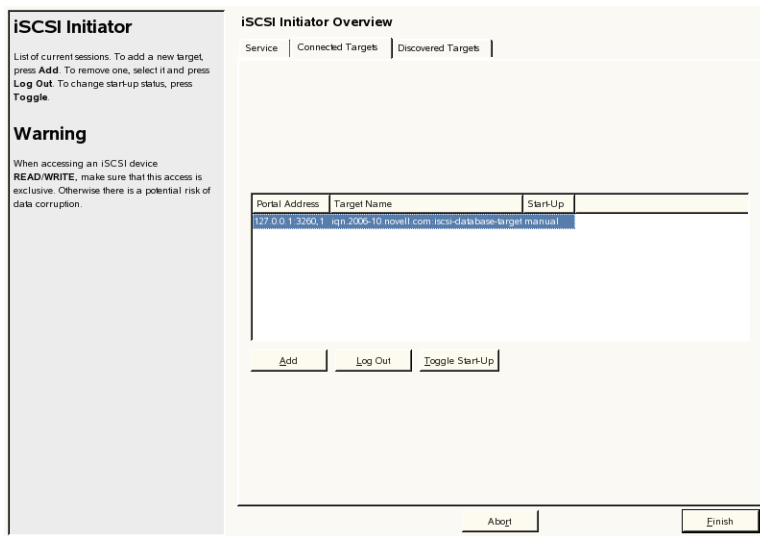 iSCSI Initiator
List of current sessions. To add a new target,
press Add. To remove one, select it and press
Log Out. To change start-up status, press
Toggle.
Warning
When accessing an iSCSI device
READ/WRITE, make sure that this access is
exclusive. Otherwise there is a potential risk of
data corruption.
iSCSI Initiator Overview
Service Connected Targets Discovered Targets
Portal Address Target Name Start-Up
127.0.0.1:3260,1 iqn.2006-10.novell.com:iscsi-database-target manual
Add Log Out Toggle Start-Up
Abort Finish